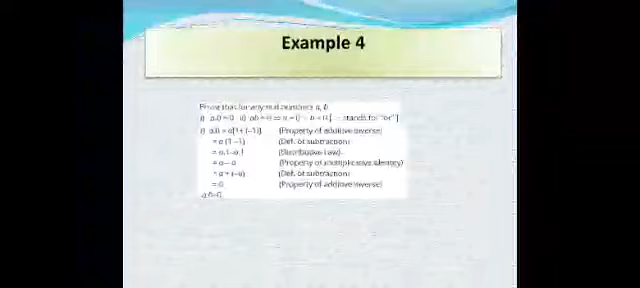 Example 4
Prove that for any real numbers a, b
i) a.0 = 0 ii) ab = 0 ⇒ a = 0 ∨ b = 0 [ ∨ stands for "or" ]
i) a.0 = a[1+(−1)] (Property of additive inverse)
= a (1 −1) (Def. of subtraction)
= a.1−a.1 (Distributive Law)
= a − a (Property of multiplicative identity)
= a + (−a) (Def. of subtraction)
= 0 (Property of additive inverse)
a.0=0